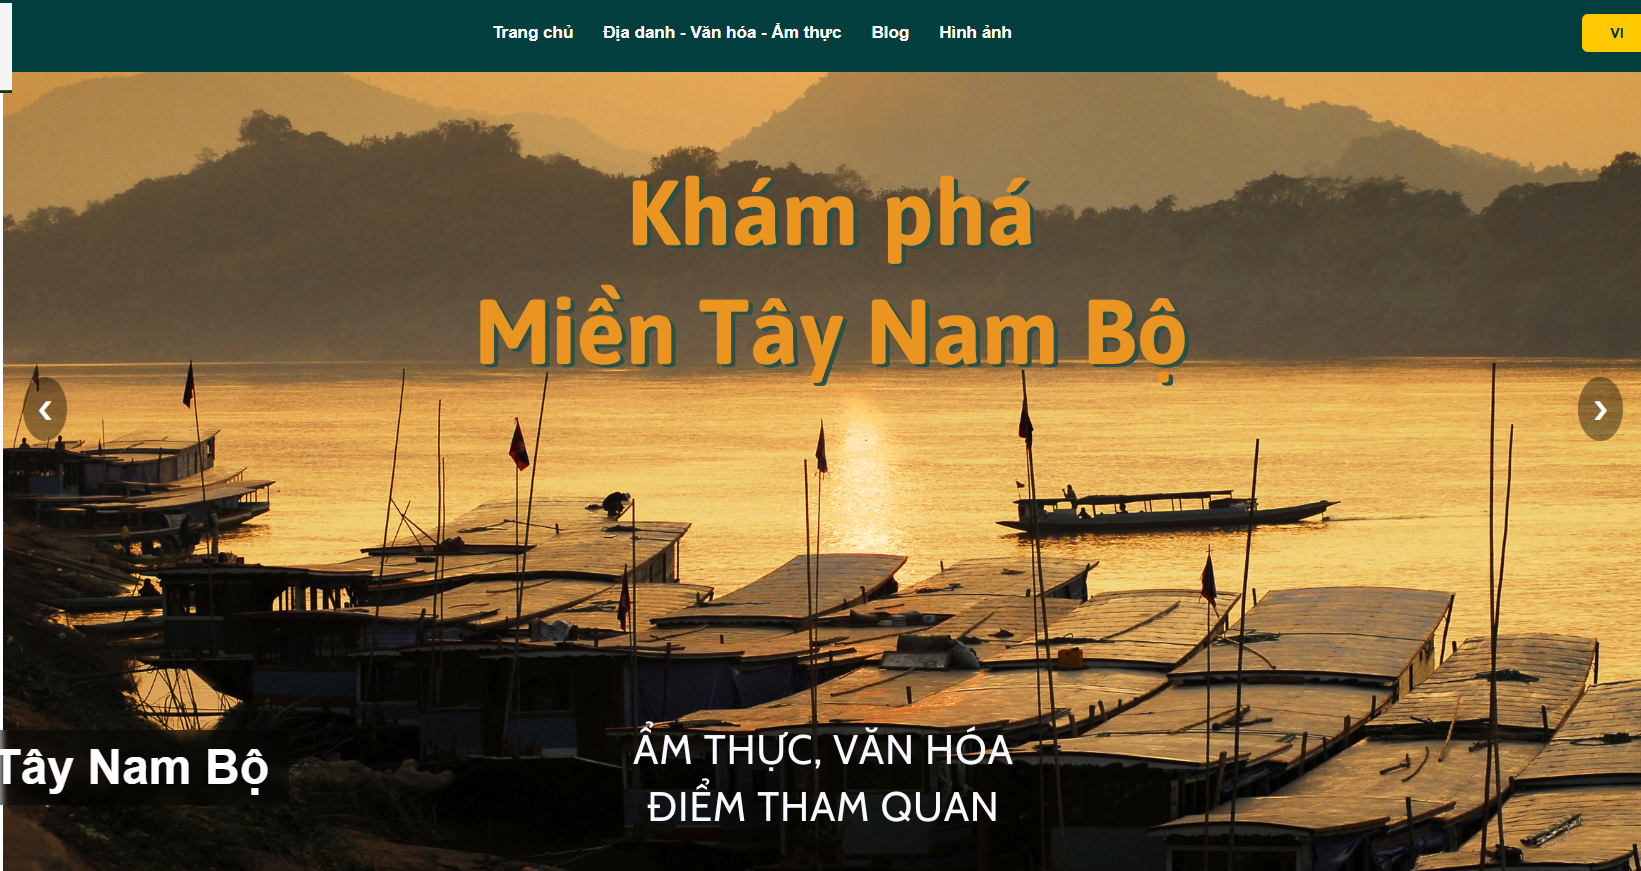 Trang chủ
Địa danh - Văn hóa - Ẩm thực
Blog
Hình ảnh
VI
Khám phá
Miền Tây Nam Bộ
Tây Nam Bộ
ẨM THỰC, VĂN HÓA
ĐIỂM THAM QUAN